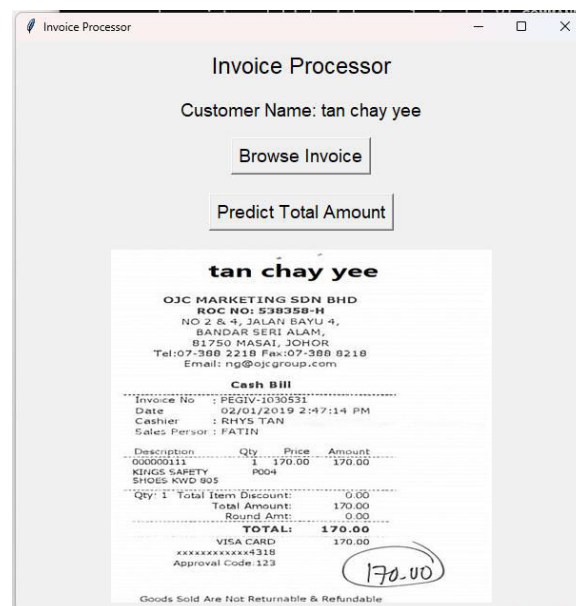 Invoice Processor
Invoice Processor
Customer Name: tan chay yee
Browse Invoice
Predict Total Amount
tan chay yee
OJC MARKETING SDN BHD
ROC NO: 538358-H
NO 2 & 4, JALAN BAYU 4,
BANDAR SERI ALAM,
81750 MASAI, JOHOR
Tel:07-388 2218 Fax:07-388 8218
Email: ng@ojcgroup.com
Cash Bill
Invoice No : PEGIV-1030531
Date 02/01/2019 2:47:14 PM
Cashier : RHYS TAN
Sales Persor : FATIN
Description Qty Price Amount
000000111 1 170.00 170.00
KINGS SAFETY P004
SHOES KWD 805
Qty: 1 Total Item Discount: 0.00
Total Amount: 170.00
Round Amt: 0.00
TOTAL: 170.00
VISA CARD 170.00
xxxxxxxxxxxx4318
Approval Code:123
170.00
Goods Sold Are Not Returnable & Refundable